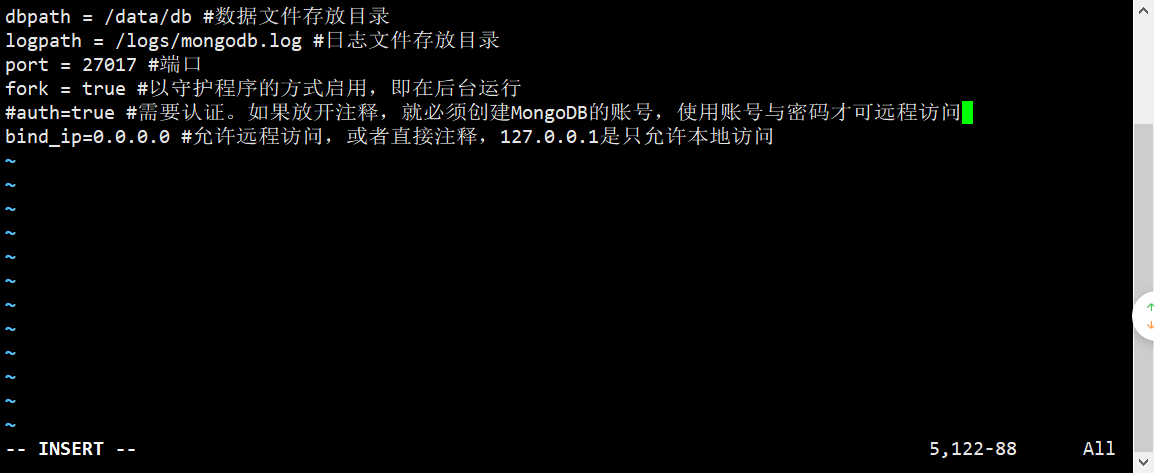 dbpath = /data/db #数据文件存放目录
logpath = /logs/mongodb.log #日志文件存放目录
port = 27017 #端口
fork = true #以守护程序的方式启用，即在后台运行
#auth=true #需要认证。如果放开注释，就必须创建MongoDB的账号，使用账号与密码才可远程访问
bind_ip=0.0.0.0 #允许远程访问，或者直接注释，127.0.0.1是只允许本地访问
~
~
~
~
~
~
~
~
~
~
~
~
-- INSERT -- 5,122-88 All